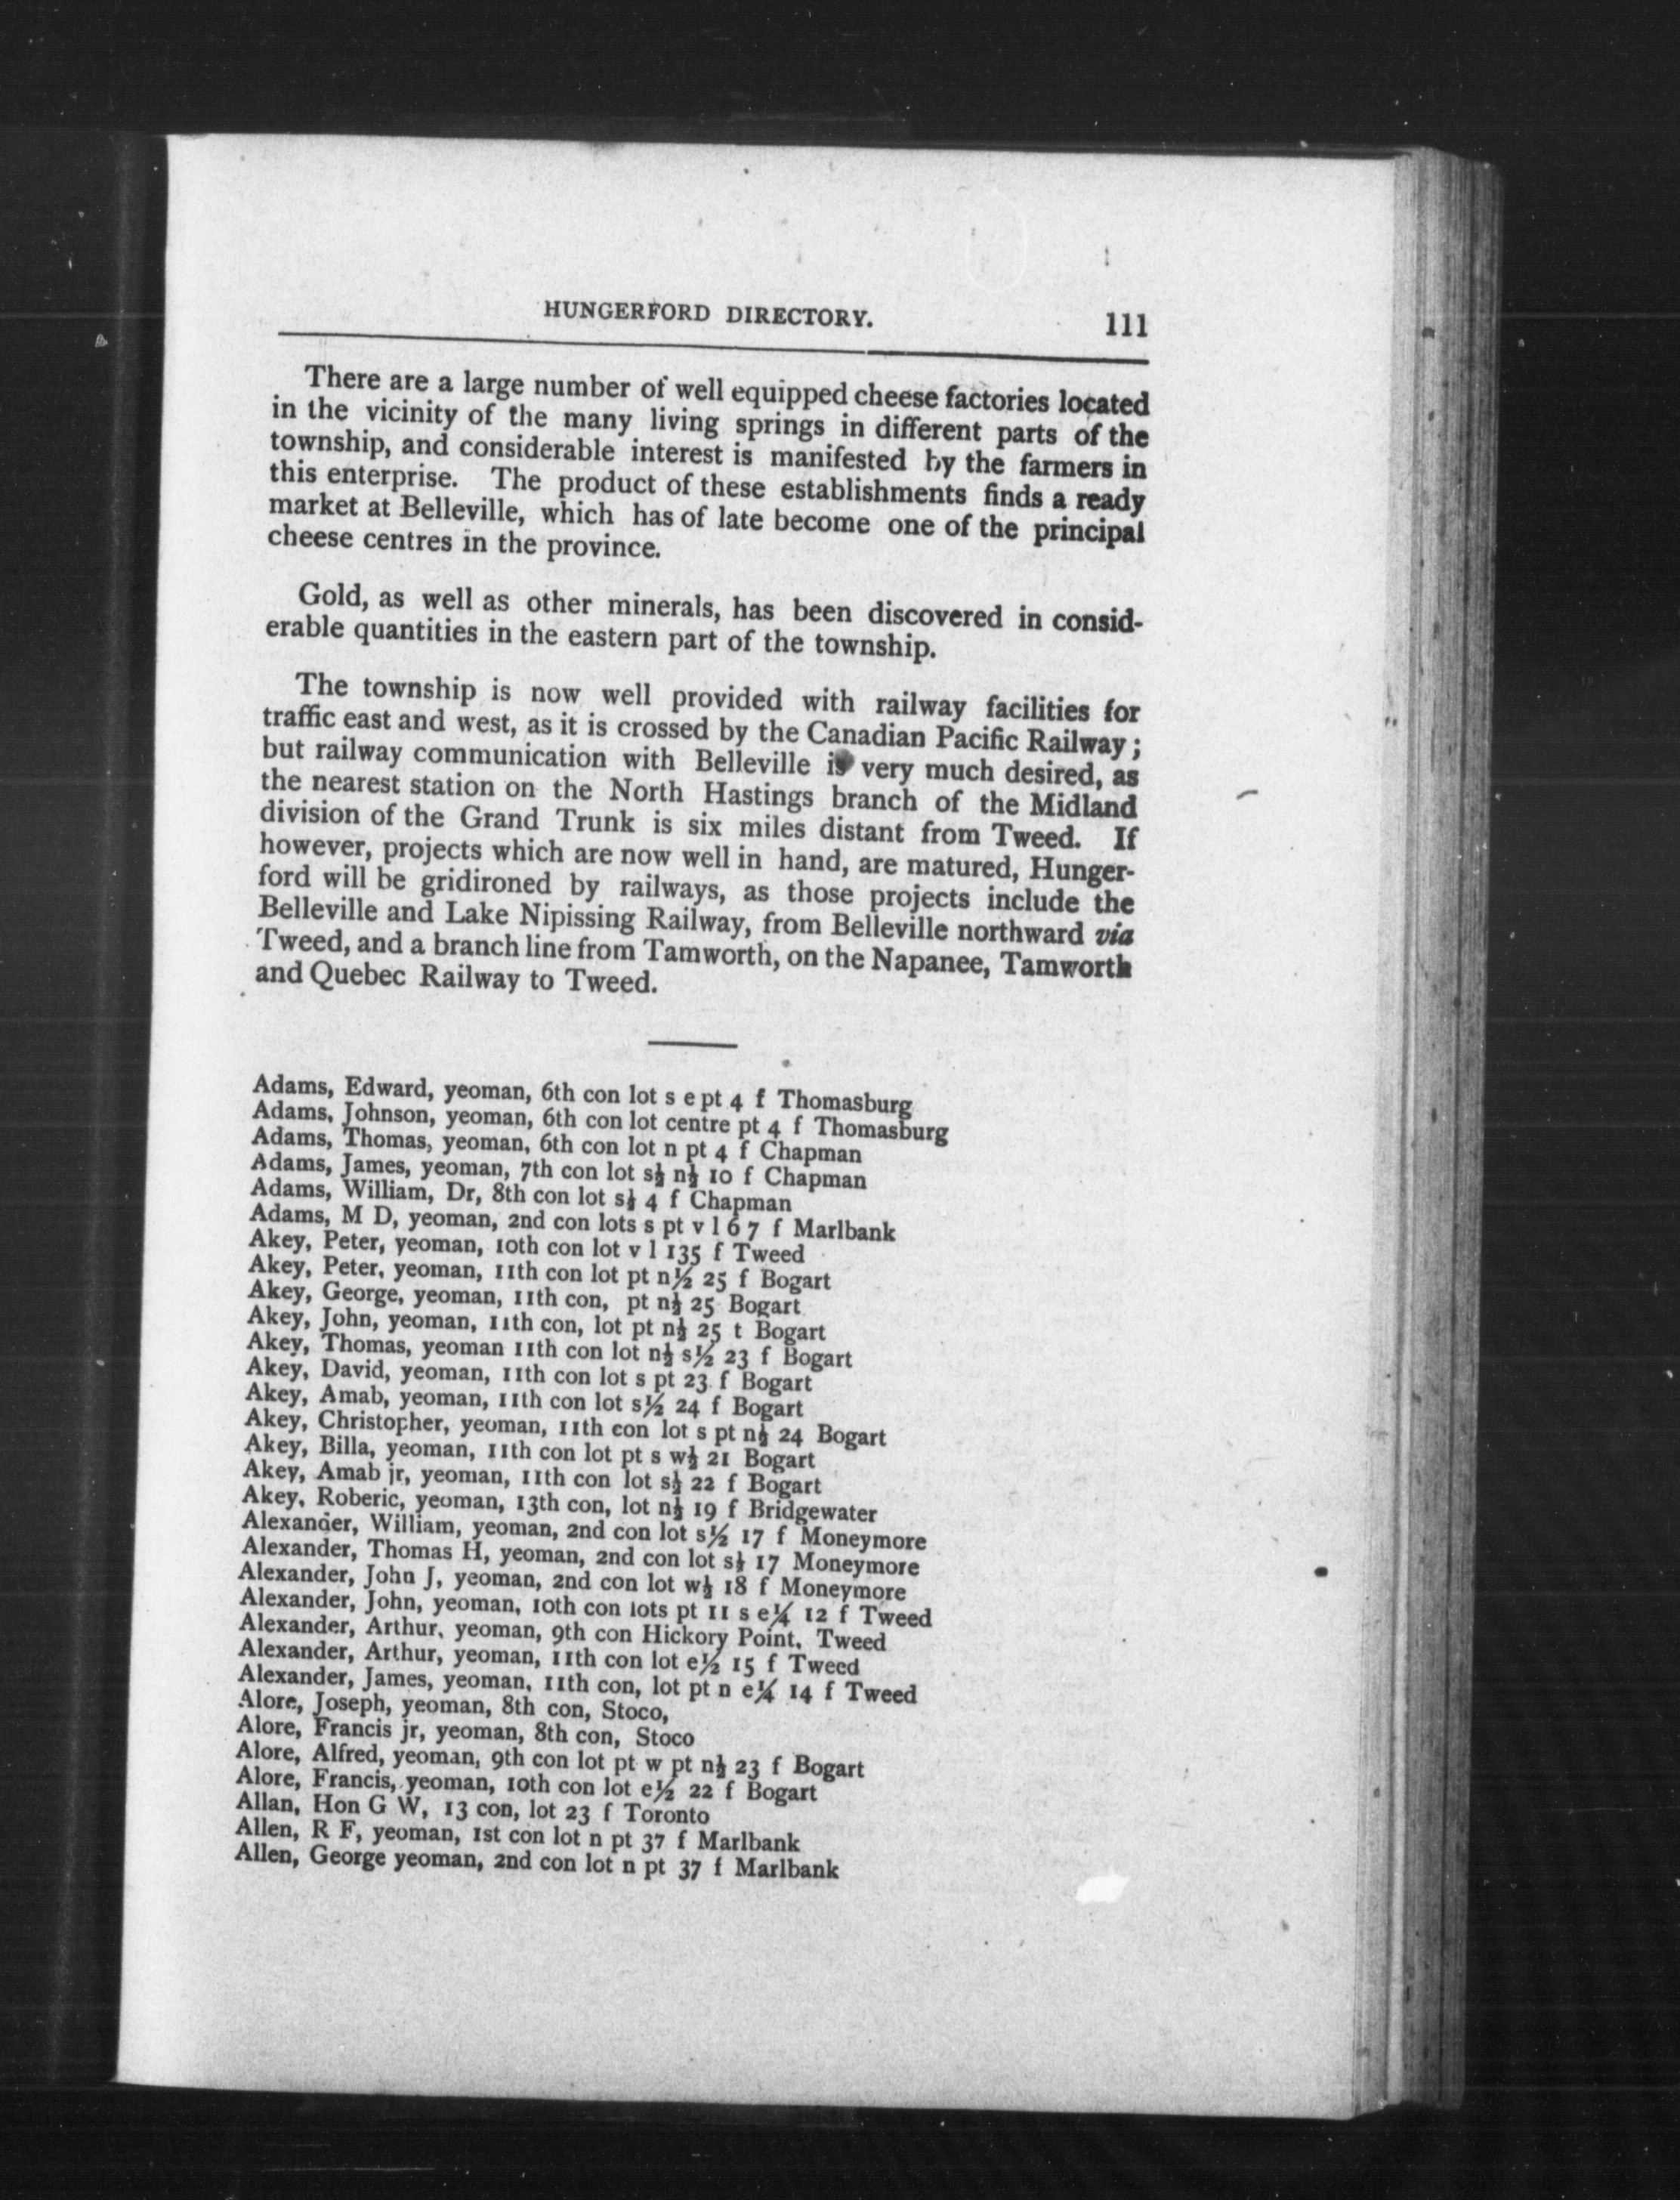 HUNGERFORD DIRECTORY. 111
There are a large number of well equipped cheese factories located
in the vicinity of the many living springs in different parts of the
township, and considerable interest is manifested by the farmers in
this enterprise. The product of these establishments finds a ready
market at Belleville, which has of late become one of the principal
cheese centres in the province.
Gold, as well as other minerals, has been discovered in consid-
erable quantities in the eastern part of the township.
The township is now well provided with railway facilities for
traffic east and west, as it is crossed by the Canadian Pacific Railway;
but railway communication with Belleville is very much desired, as
the nearest station on the North Hastings branch of the Midland
division of the Grand Trunk is six miles distant from Tweed. If
however, projects which are now well in hand, are matured, Hunger-
ford will be gridironed by railways, as those projects include the
Belleville and Lake Nipissing Railway, from Belleville northward via
Tweed, and a branch line from Tamworth, on the Napanee, Tamworth
and Quebec Railway to Tweed.
Adams, Edward, yeoman, 6th con lot s e pt 4 f Thomasburg
Adams, Johnson, yeoman, 6th con lot centre pt 4 f Thomasburg
Adams, Thomas, yeoman, 6th con lot n pt 4 f Chapman
Adams, James, yeoman, 7th con lot s½ n½ 10 f Chapman
Adams, William, Dr, 8th con lot s½ 4 f Chapman
Adams, M D, yeoman, 2nd con lots s pt v l 6 7 f Marlbank
Akey, Peter, yeoman, 10th con lot v l 135 f Tweed
Akey, Peter, yeoman, 11th con lot pt n½ 25 f Bogart
Akey, George, yeoman, 11th con, pt n½ 25 Bogart
Akey, John, yeoman, 11th con, lot pt n½ 25 t Bogart
Akey, Thomas, yeoman 11th con lot n½ s½ 23 f Bogart
Akey, David, yeoman, 11th con lot s pt 23 f Bogart
Akey, Amab, yeoman, 11th con lot s½ 24 f Bogart
Akey, Christopher, yeoman, 11th con lot s pt n½ 24 Bogart
Akey, Billa, yeoman, 11th con lot pt s w½ 21 Bogart
Akey, Amab jr, yeoman, 11th con lot s½ 22 f Bogart
Akey, Roberic, yeoman, 13th con, lot n½ 19 f Bridgewater
Alexander, William, yeoman, 2nd con lot s½ 17 f Moneymore
Alexander, Thomas H, yeoman, 2nd con lot s½ 17 Moneymore
Alexander, John J, yeoman, 2nd con lot w½ 18 f Moneymore
Alexander, John, yeoman, 10th con lots pt 11 s e¼ 12 f Tweed
Alexander, Arthur, yeoman, 9th con Hickory Point, Tweed
Alexander, Arthur, yeoman, 11th con lot e½ 15 f Tweed
Alexander, James, yeoman, 11th con, lot pt n e¼ 14 f Tweed
Alore, Joseph, yeoman, 8th con, Stoco,
Alore, Francis jr, yeoman, 8th con, Stoco
Alore, Alfred, yeoman, 9th con lot pt w pt n½ 23 f Bogart
Alore, Francis, yeoman, 10th con lot e½ 22 f Bogart
Allan, Hon G W, 13 con, lot 23 f Toronto
Allen, R F, yeoman, 1st con lot n pt 37 f Marlbank
Allen, George yeoman, 2nd con lot n pt 37 f Marlbank